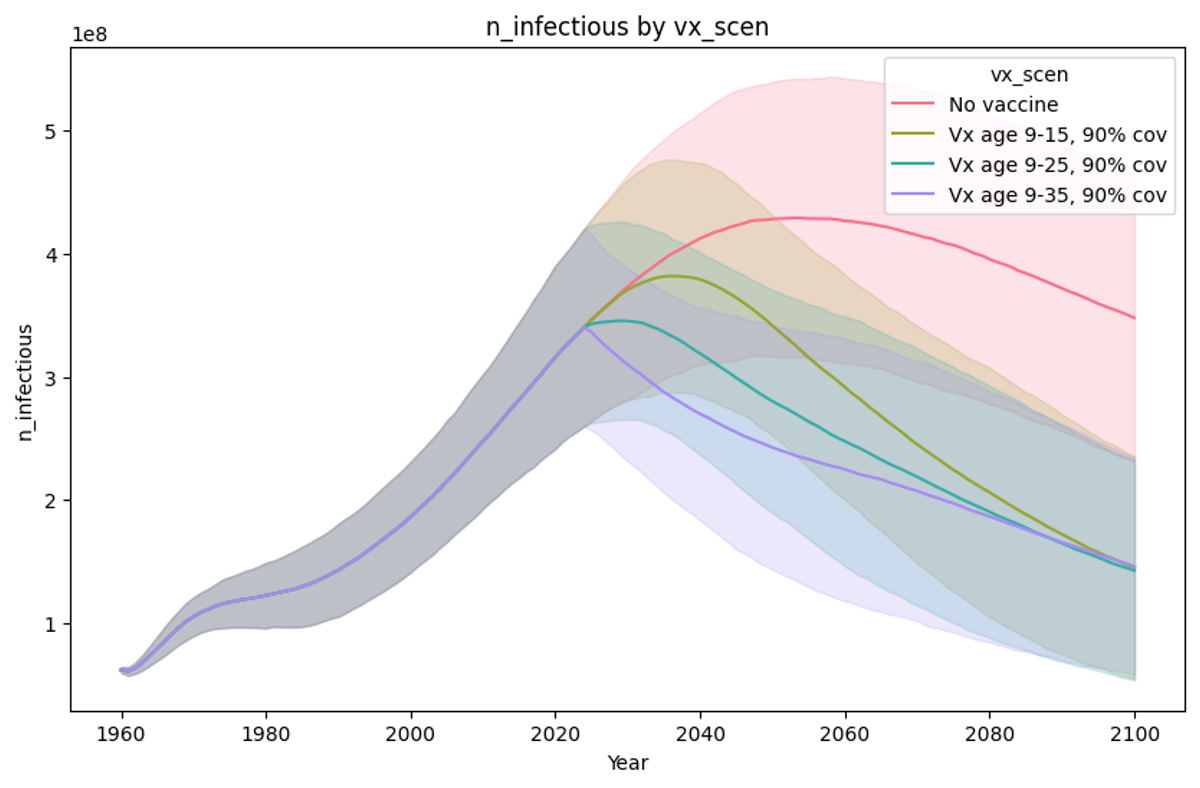 n_infectious by vx_scen
1e8
vx_scen
No vaccine
Vx age 9-15, 90% cov
Vx age 9-25, 90% cov
Vx age 9-35, 90% cov
5
4
3
2
1
n_infectious
1960 1980 2000 2020 2040 2060 2080 2100
Year